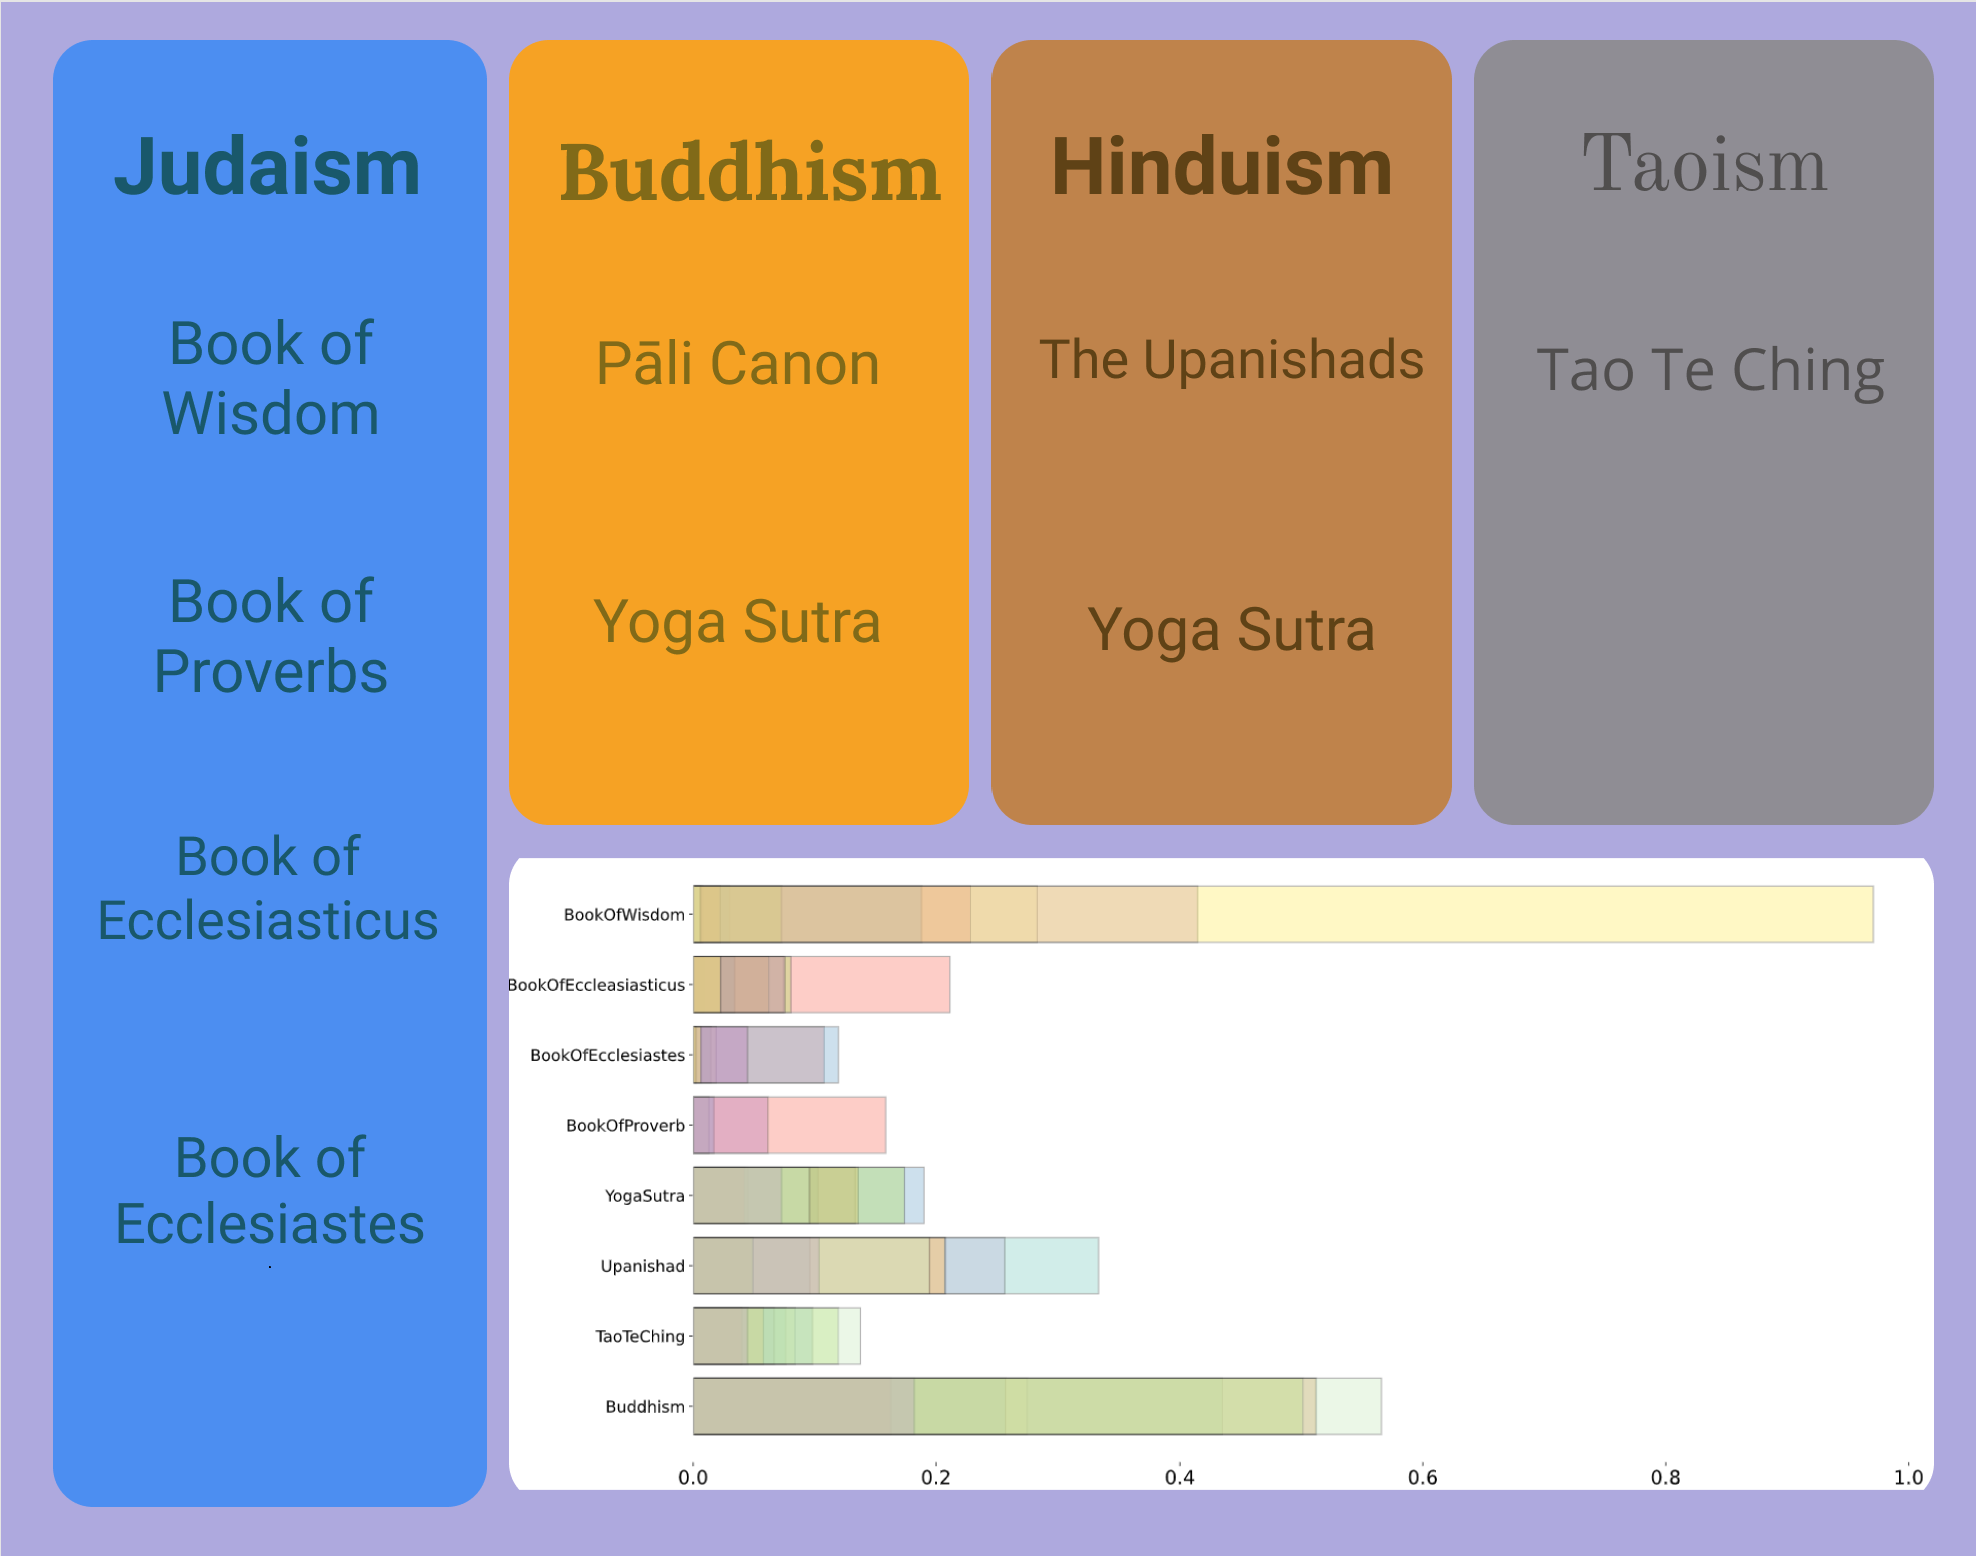 Judaism
Book of
Wisdom
Book of
Proverbs
Book of
Ecclesiasticus
Book of
Ecclesiastes
.
Buddhism
Pāli Canon
Yoga Sutra
Hinduism
The Upanishads
Yoga Sutra
Taoism
Tao Te Ching
BookOfWisdom
BookOfEccleasiasticus
BookOfEcclesiastes
BookOfProverb
YogaSutra
Upanishad
TaoTeChing
Buddhism
0.0 0.2 0.4 0.6 0.8 1.0